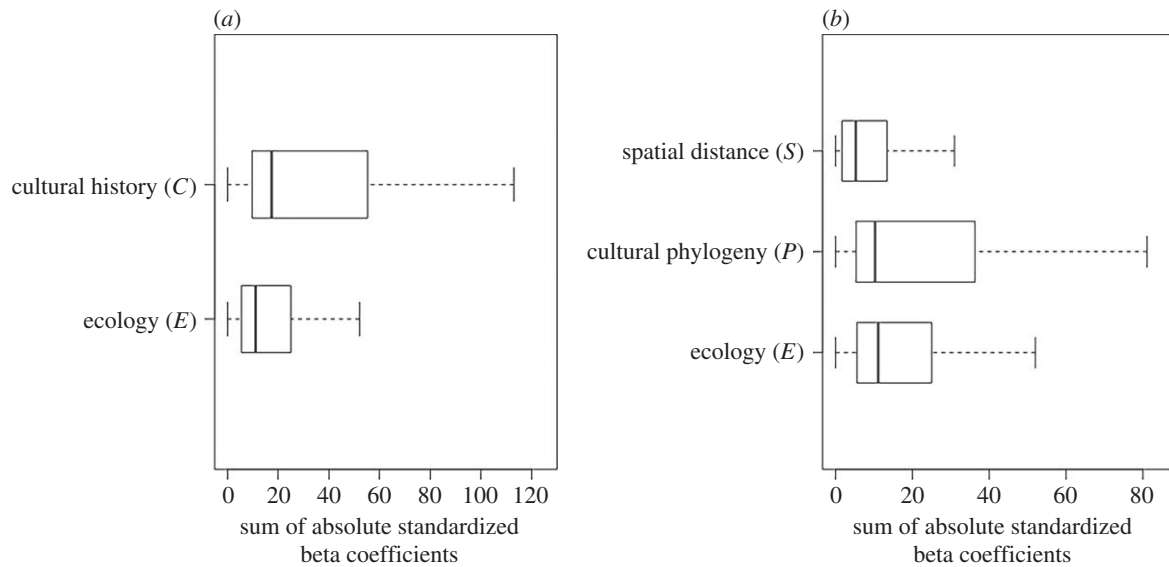 (a)
cultural history (C)
ecology (E)
0 20 40 60 80 100 120
sum of absolute standardized
beta coefficients
(b)
spatial distance (S)
cultural phylogeny (P)
ecology (E)
0 20 40 60 80
sum of absolute standardized
beta coefficients